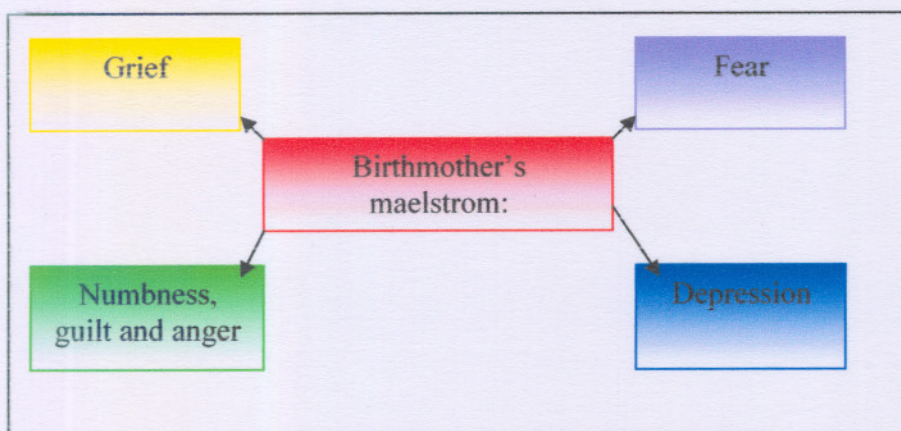 Grief
Fear
Birthmother's
maelstrom:
Numbness,
guilt and anger
Depression